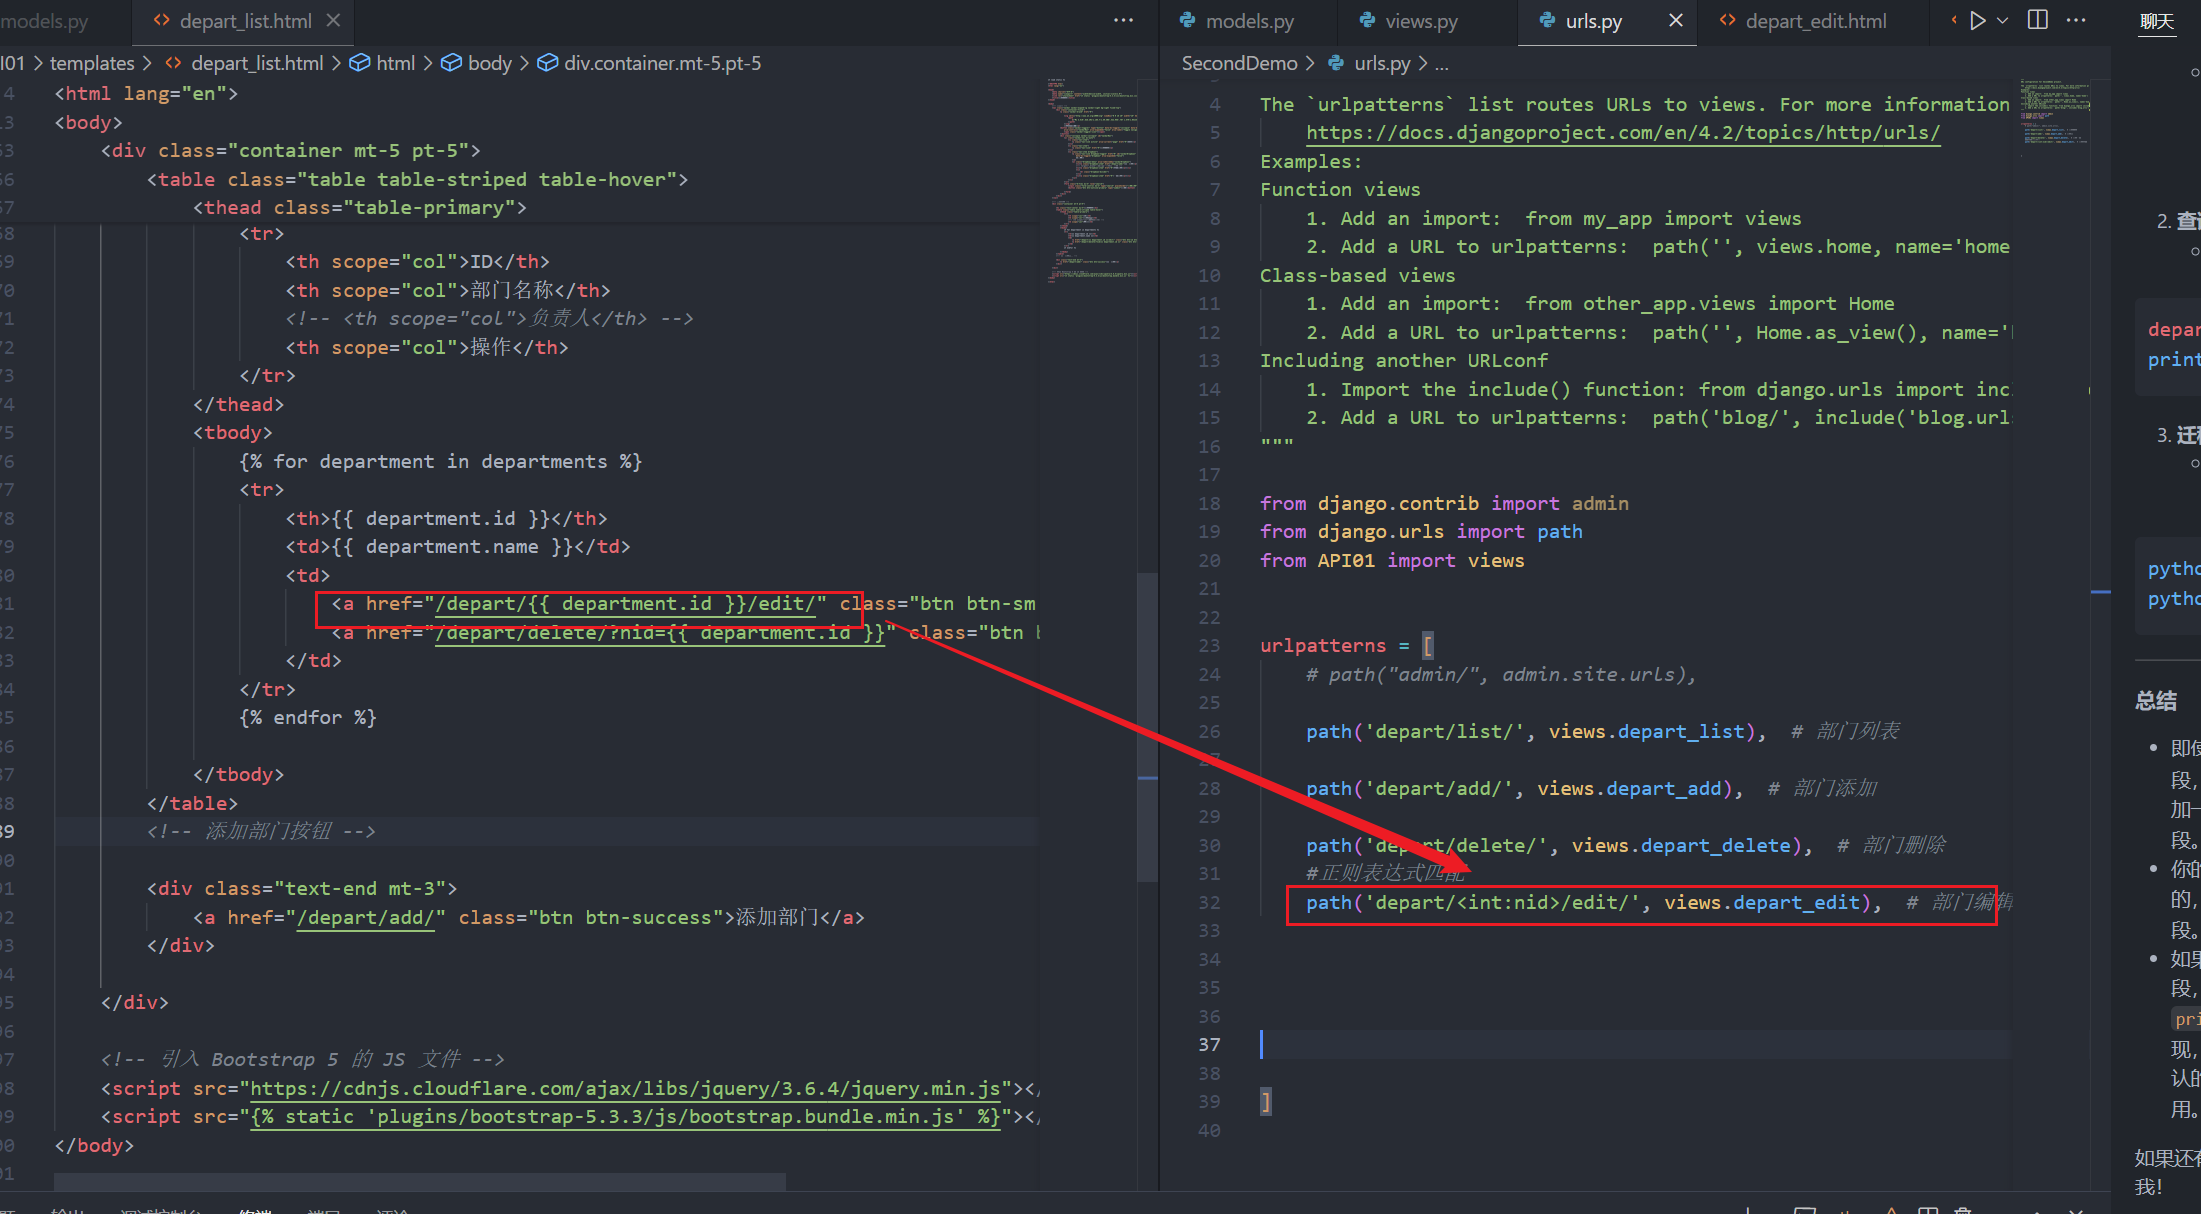 models.py
depart_list.html
models.py
views.py
urls.py
depart_edit.html
聊天
I01 > templates > depart_list.html > html > body > div.container.mt-5.pt-5
<html lang="en">
<body>
<div class="container mt-5 pt-5">
<table class="table table-striped table-hover">
<thead class="table-primary">
<tr>
<th scope="col">ID</th>
<th scope="col">部门名称</th>
<!-- <th scope="col">负责人</th> -->
<th scope="col">操作</th>
</tr>
</thead>
<tbody>
{% for department in departments %}
<tr>
<th>{{ department.id }}</th>
<td>{{ department.name }}</td>
<td>
<a href="/depart/{{ department.id }}/edit/" class="btn btn-sm
<a href="/depart/delete/?nid={{ department.id }}" class="btn b
</td>
</tr>
{% endfor %}
</tbody>
</table>
<!-- 添加部门按钮 -->
<div class="text-end mt-3">
<a href="/depart/add/" class="btn btn-success">添加部门</a>
</div>
</div>
<!-- 引入 Bootstrap 5 的 JS 文件 -->
<script src="https://cdnjs.cloudflare.com/ajax/libs/jquery/3.6.4/jquery.min.js"></
<script src="{% static 'plugins/bootstrap-5.3.3/js/bootstrap.bundle.min.js' %}"></
</body>
SecondDemo > urls.py > ...
4 The `urlpatterns` list routes URLs to views. For more information
5 https://docs.djangoproject.com/en/4.2/topics/http/urls/
6 Examples:
7 Function views
8 1. Add an import:  from my_app import views
9 2. Add a URL to urlpatterns:  path('', views.home, name='home
10 Class-based views
11 1. Add an import:  from other_app.views import Home
12 2. Add a URL to urlpatterns:  path('', Home.as_view(), name='
13 Including another URLconf
14 1. Import the include() function: from django.urls import inc
15 2. Add a URL to urlpatterns:  path('blog/', include('blog.url
16 """
17
18 from django.contrib import admin
19 from django.urls import path
20 from API01 import views
21
22
23 urlpatterns = [
24 # path("admin/", admin.site.urls),
25
26 path('depart/list/', views.depart_list),  # 部门列表
27
28 path('depart/add/', views.depart_add),  # 部门添加
29
30 path('depart/delete/', views.depart_delete),  # 部门删除
31 #正则表达式匹配
32 path('depart/<int:nid>/edit/', views.depart_edit),  # 部门编辑
33
34
35
36
37
38
39 ]
40
2. 查
depar
print
3. 迁
pytho
pytho
总结
即使
段,
加一
段。
你的
的,
段。
如果
段,
pri
现,
认的
用。
如果还有
我!
终端